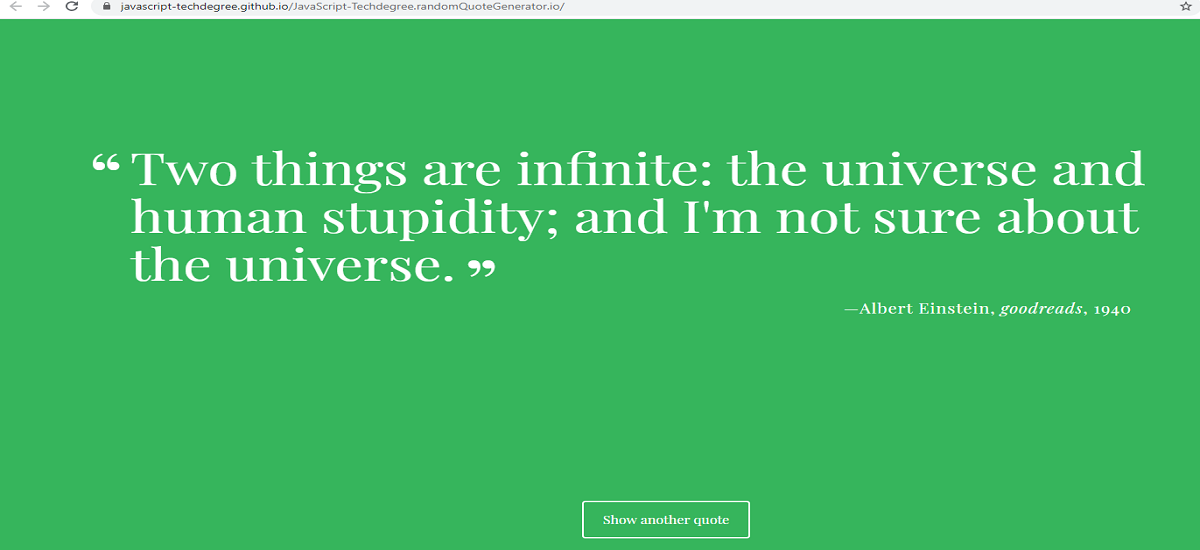 javascript-techdegree.github.io/JavaScript-Techdegree.randomQuoteGenerator.io/
“Two things are infinite: the universe and
human stupidity; and I'm not sure about
the universe.”
—Albert Einstein, goodreads, 1940
Show another quote